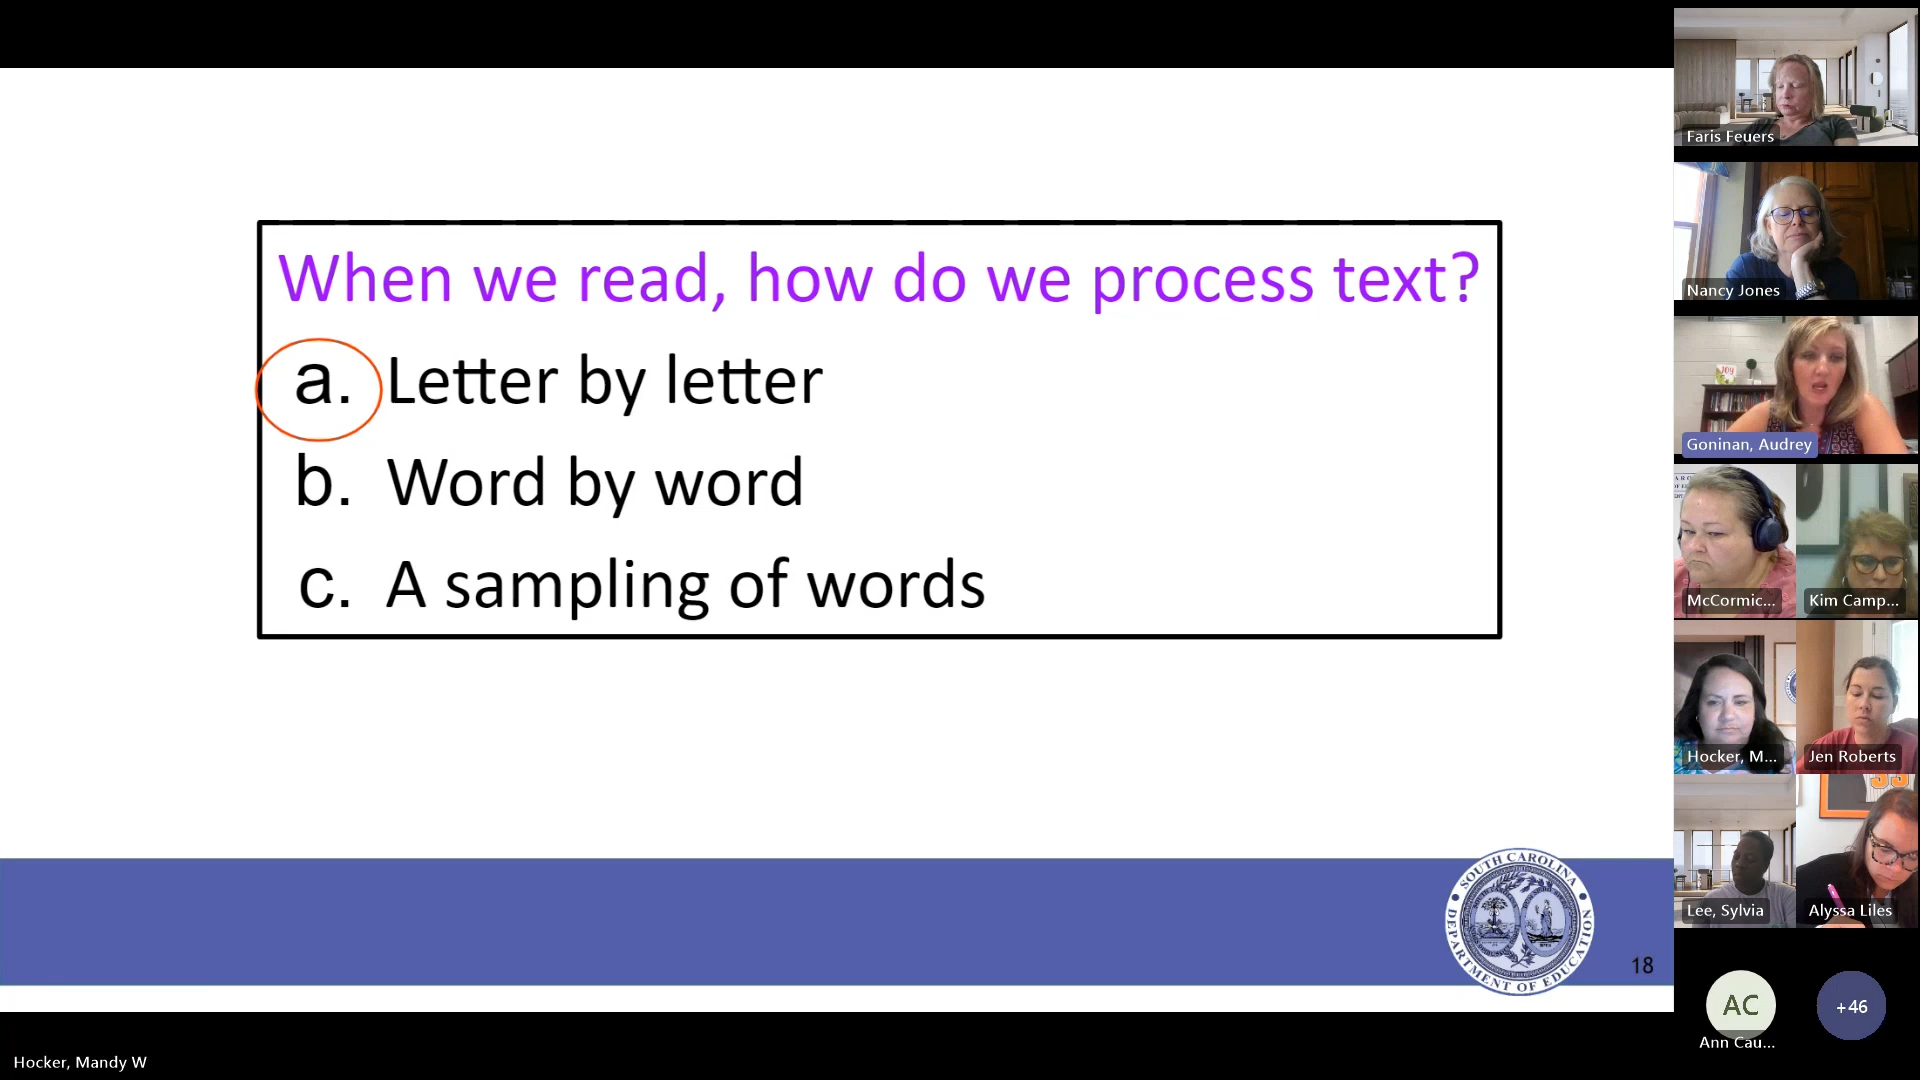 When we read, how do we process text?
a. Letter by letter
b. Word by word
c. A sampling of words
SOUTH CAROLINA
DEPARTMENT OF EDUCATION
18
Hocker, Mandy W
Faris Feuers
Nancy Jones
JOY
Goninan, Audrey
McCormic...
Kim Camp...
Hocker, M...
Jen Roberts
33
Lee, Sylvia
Alyssa Liles
AC
Ann Cau...
+46